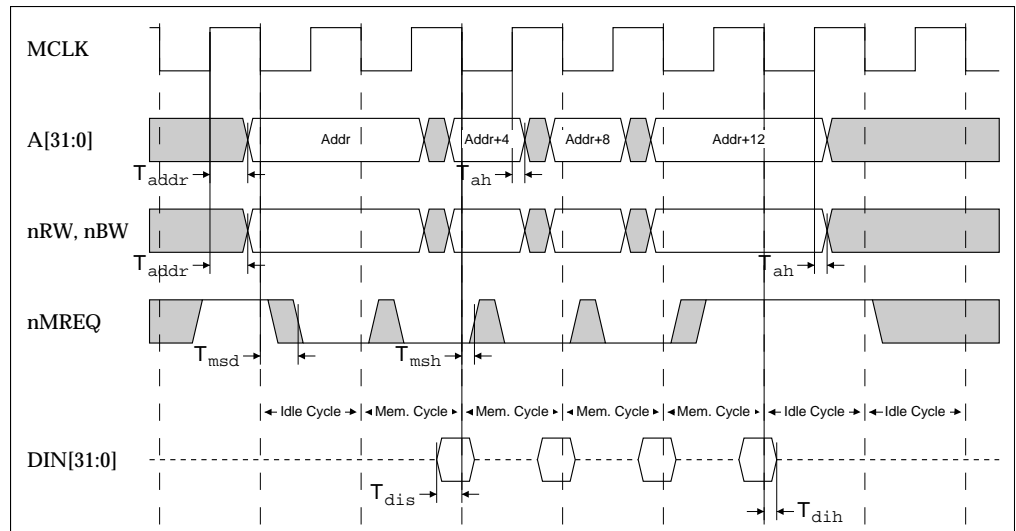 MCLK
A[31:0]
Addr Addr+4 Addr+8 Addr+12
Taddr Tah
nRW, nBW
Taddr Tah
nMREQ
Tmsd Tmsh
Idle Cycle Mem. Cycle Mem. Cycle Mem. Cycle Mem. Cycle Idle Cycle Idle Cycle
DIN[31:0]
Tdis Tdih